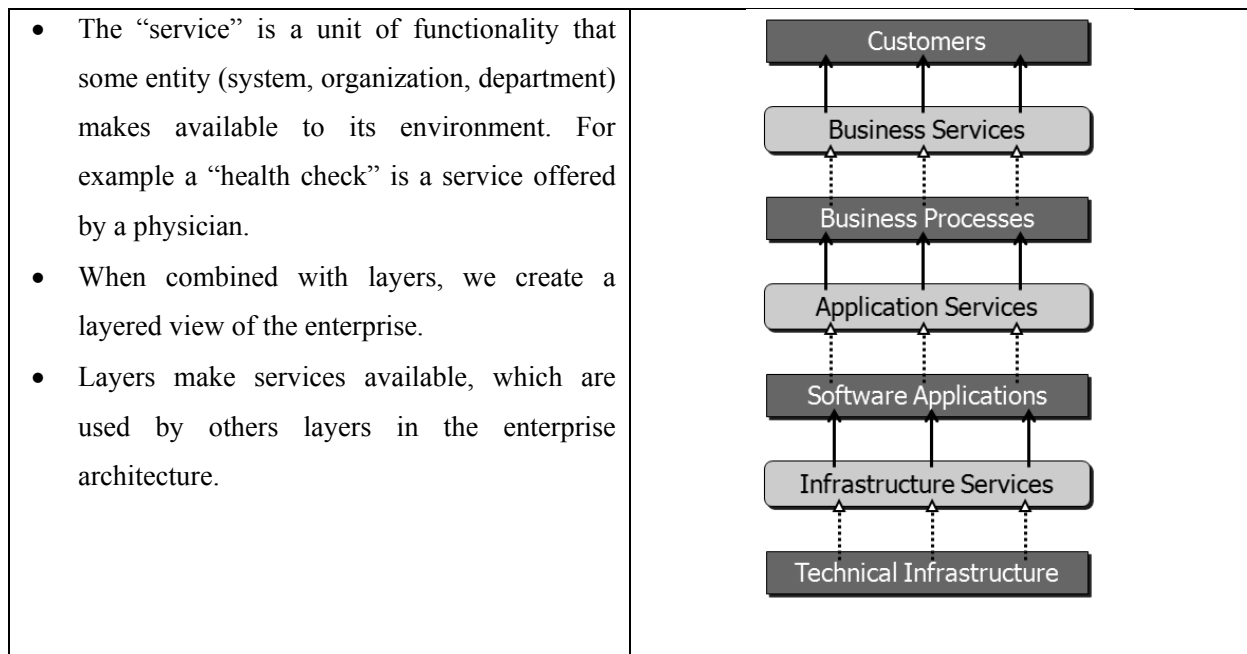 • The “service” is a unit of functionality that
some entity (system, organization, department)
makes available to its environment. For
example a “health check” is a service offered
by a physician.
• When combined with layers, we create a
layered view of the enterprise.
• Layers make services available, which are
used by others layers in the enterprise
architecture.
Customers
Business Services
Business Processes
Application Services
Software Applications
Infrastructure Services
Technical Infrastructure